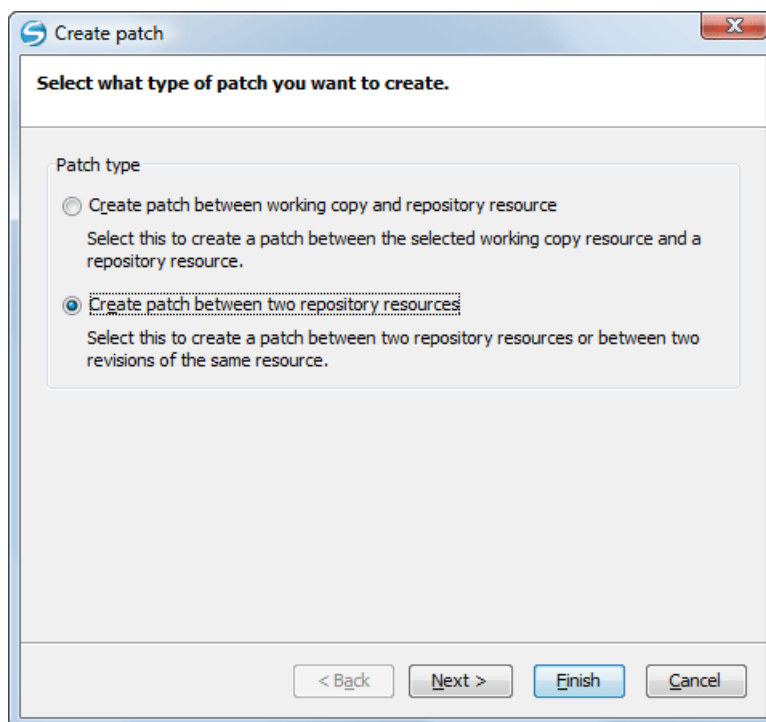 Create patch
Select what type of patch you want to create.
Patch type
Create patch between working copy and repository resource
Select this to create a patch between the selected working copy resource and a
repository resource.
Create patch between two repository resources
Select this to create a patch between two repository resources or between two
revisions of the same resource.
< Back Next > Finish Cancel